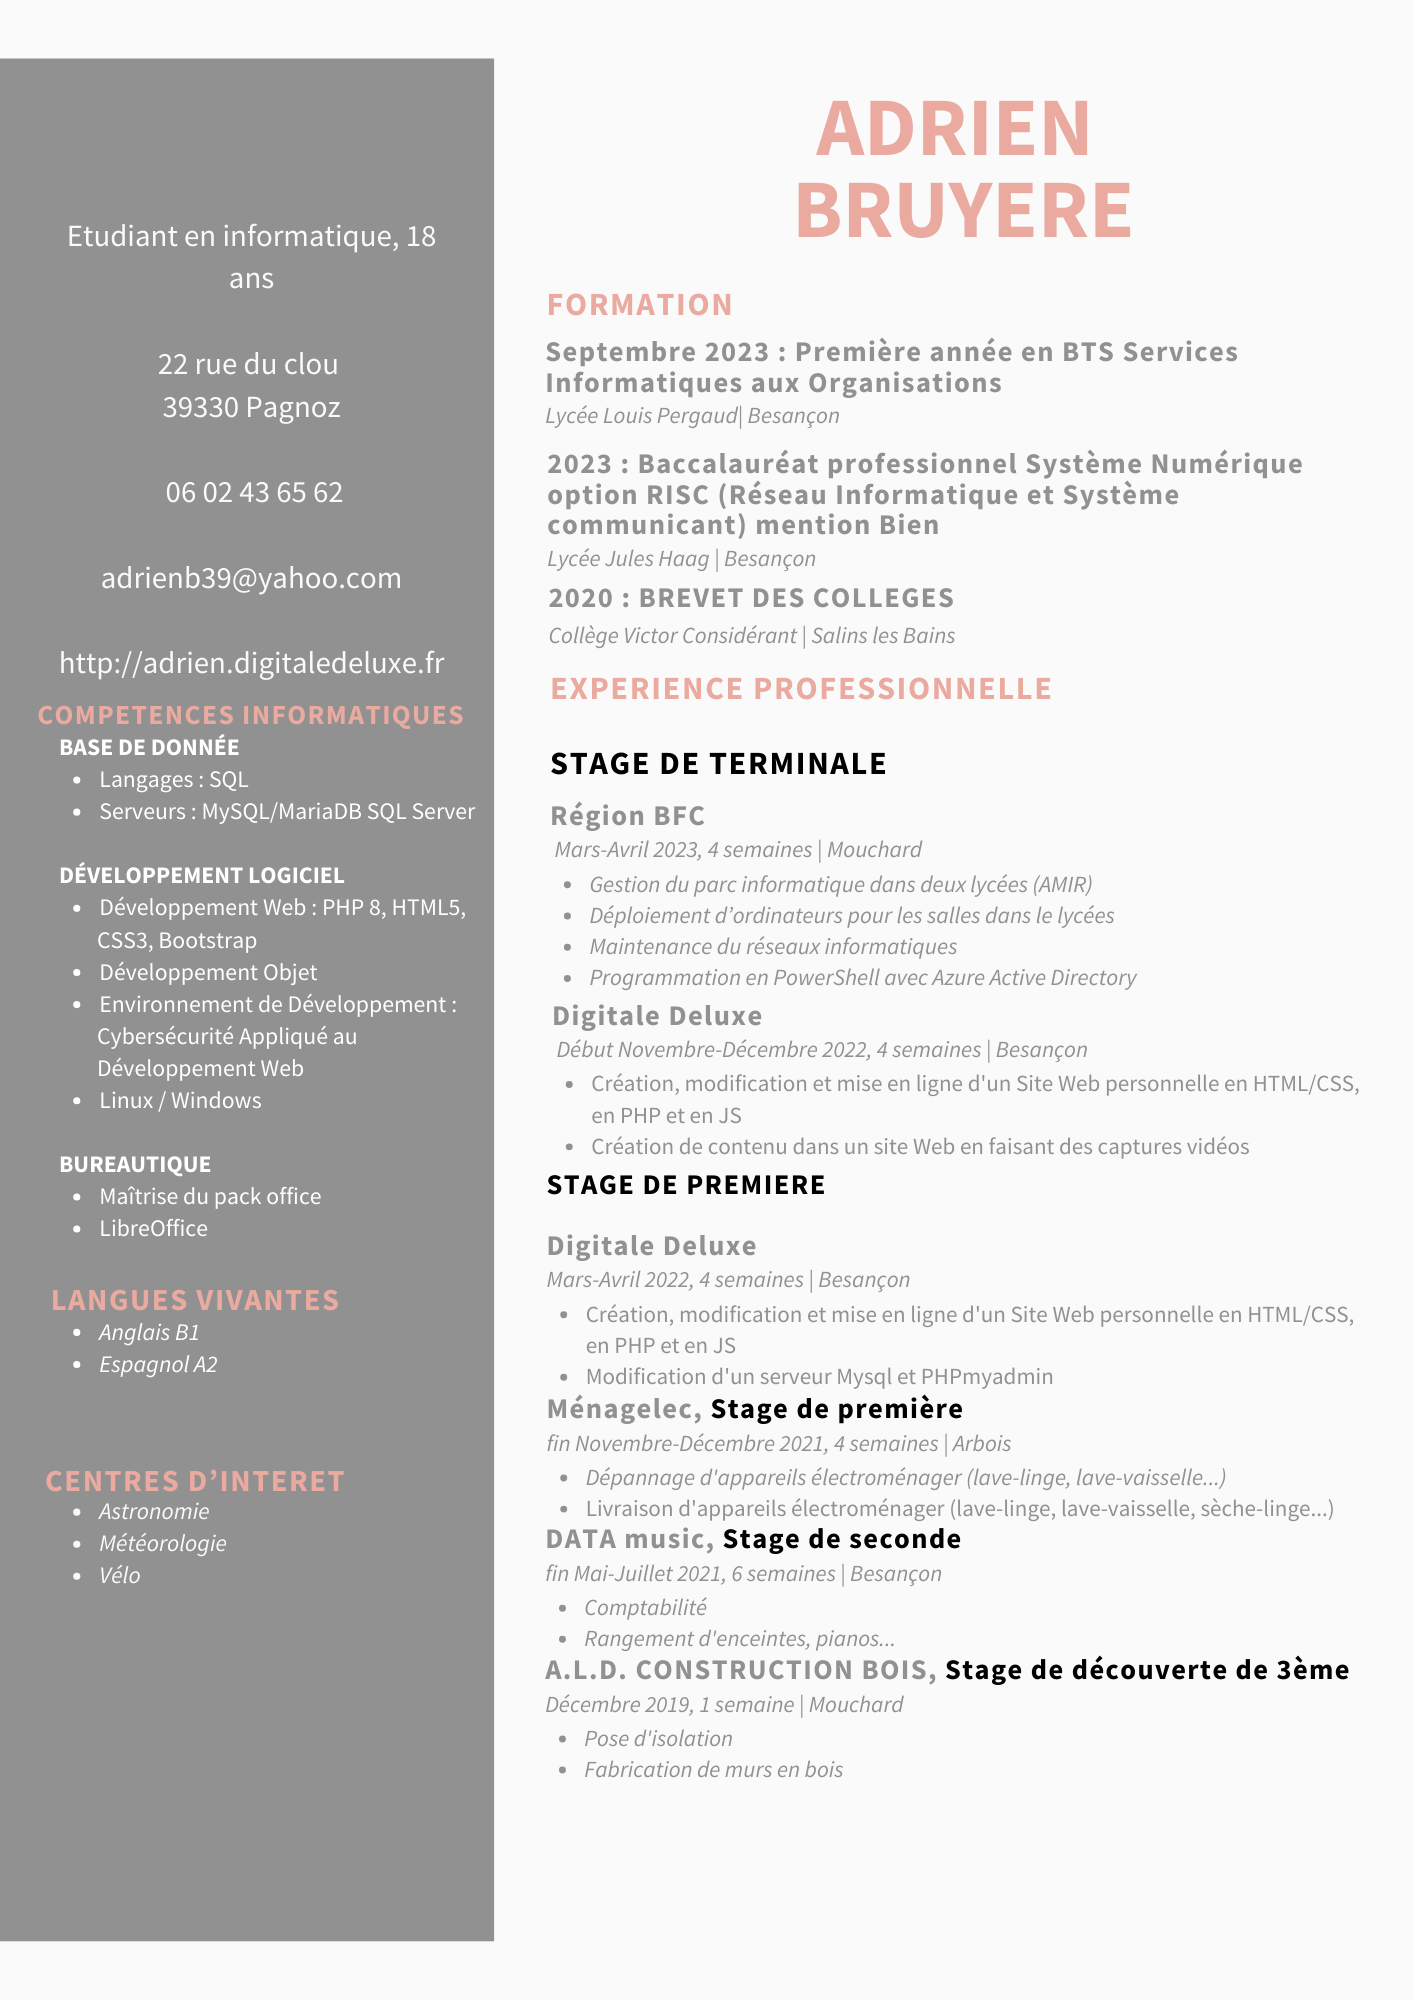 ADRIEN
BRUYERE
Etudiant en informatique, 18
ans
22 rue du clou
39330 Pagnoz
06 02 43 65 62
adrienb39@yahoo.com
http://adrien.digitaledeluxe.fr
COMPETENCES INFORMATIQUES
BASE DE DONNÉE
• Langages : SQL
• Serveurs : MySQL/MariaDB SQL Server
DÉVELOPPEMENT LOGICIEL
• Développement Web : PHP 8, HTML5,
CSS3, Bootstrap
• Développement Objet
• Environnement de Développement :
Cybersécurité Appliqué au
Développement Web
• Linux / Windows
BUREAUTIQUE
• Maîtrise du pack office
• LibreOffice
LANGUES VIVANTES
• Anglais B1
• Espagnol A2
CENTRES D’INTERET
• Astronomie
• Météorologie
• Vélo
FORMATION
Septembre 2023 : Première année en BTS Services
Informatiques aux Organisations
Lycée Louis Pergaud| Besançon
2023 : Baccalauréat professionnel Système Numérique
option RISC (Réseau Informatique et Système
communicant) mention Bien
Lycée Jules Haag | Besançon
2020 : BREVET DES COLLEGES
Collège Victor Considérant | Salins les Bains
EXPERIENCE PROFESSIONNELLE
STAGE DE TERMINALE
Région BFC
Mars-Avril 2023, 4 semaines | Mouchard
• Gestion du parc informatique dans deux lycées (AMIR)
• Déploiement d’ordinateurs pour les salles dans le lycées
• Maintenance du réseaux informatiques
• Programmation en PowerShell avec Azure Active Directory
Digitale Deluxe
Début Novembre-Décembre 2022, 4 semaines | Besançon
• Création, modification et mise en ligne d'un Site Web personnelle en HTML/CSS,
en PHP et en JS
• Création de contenu dans un site Web en faisant des captures vidéos
STAGE DE PREMIERE
Digitale Deluxe
Mars-Avril 2022, 4 semaines | Besançon
• Création, modification et mise en ligne d'un Site Web personnelle en HTML/CSS,
en PHP et en JS
• Modification d'un serveur Mysql et PHPmyadmin
Ménagelec, Stage de première
fin Novembre-Décembre 2021, 4 semaines | Arbois
• Dépannage d'appareils électroménager (lave-linge, lave-vaisselle...)
• Livraison d'appareils électroménager (lave-linge, lave-vaisselle, sèche-linge...)
DATA music, Stage de seconde
fin Mai-Juillet 2021, 6 semaines | Besançon
• Comptabilité
• Rangement d'enceintes, pianos...
A.L.D. CONSTRUCTION BOIS, Stage de découverte de 3ème
Décembre 2019, 1 semaine | Mouchard
• Pose d'isolation
• Fabrication de murs en bois